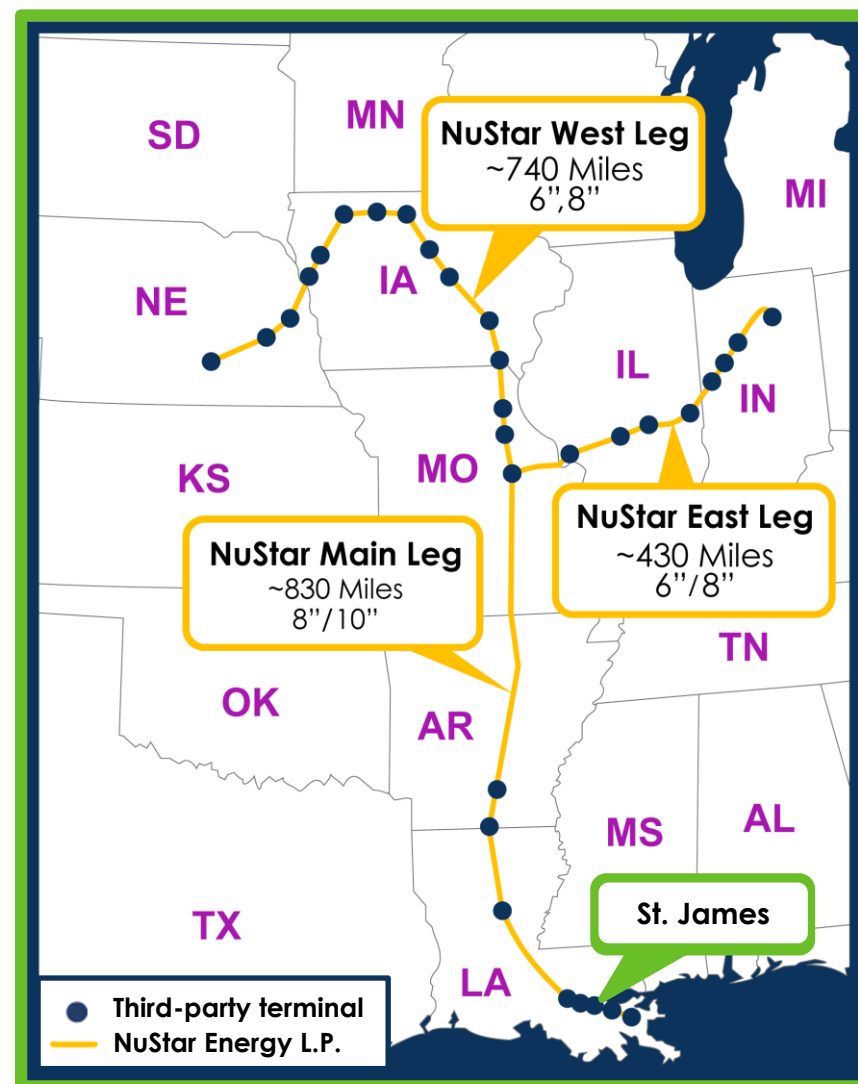 SD
MN
NuStar West Leg
~740 Miles
6”,8”
MI
NE
IA
IL
IN
KS
MO
NuStar Main Leg
~830 Miles
8”/10”
NuStar East Leg
~430 Miles
6”/8”
TN
OK
AR
MS
AL
St. James
TX
LA
Third-party terminal
NuStar Energy L.P.